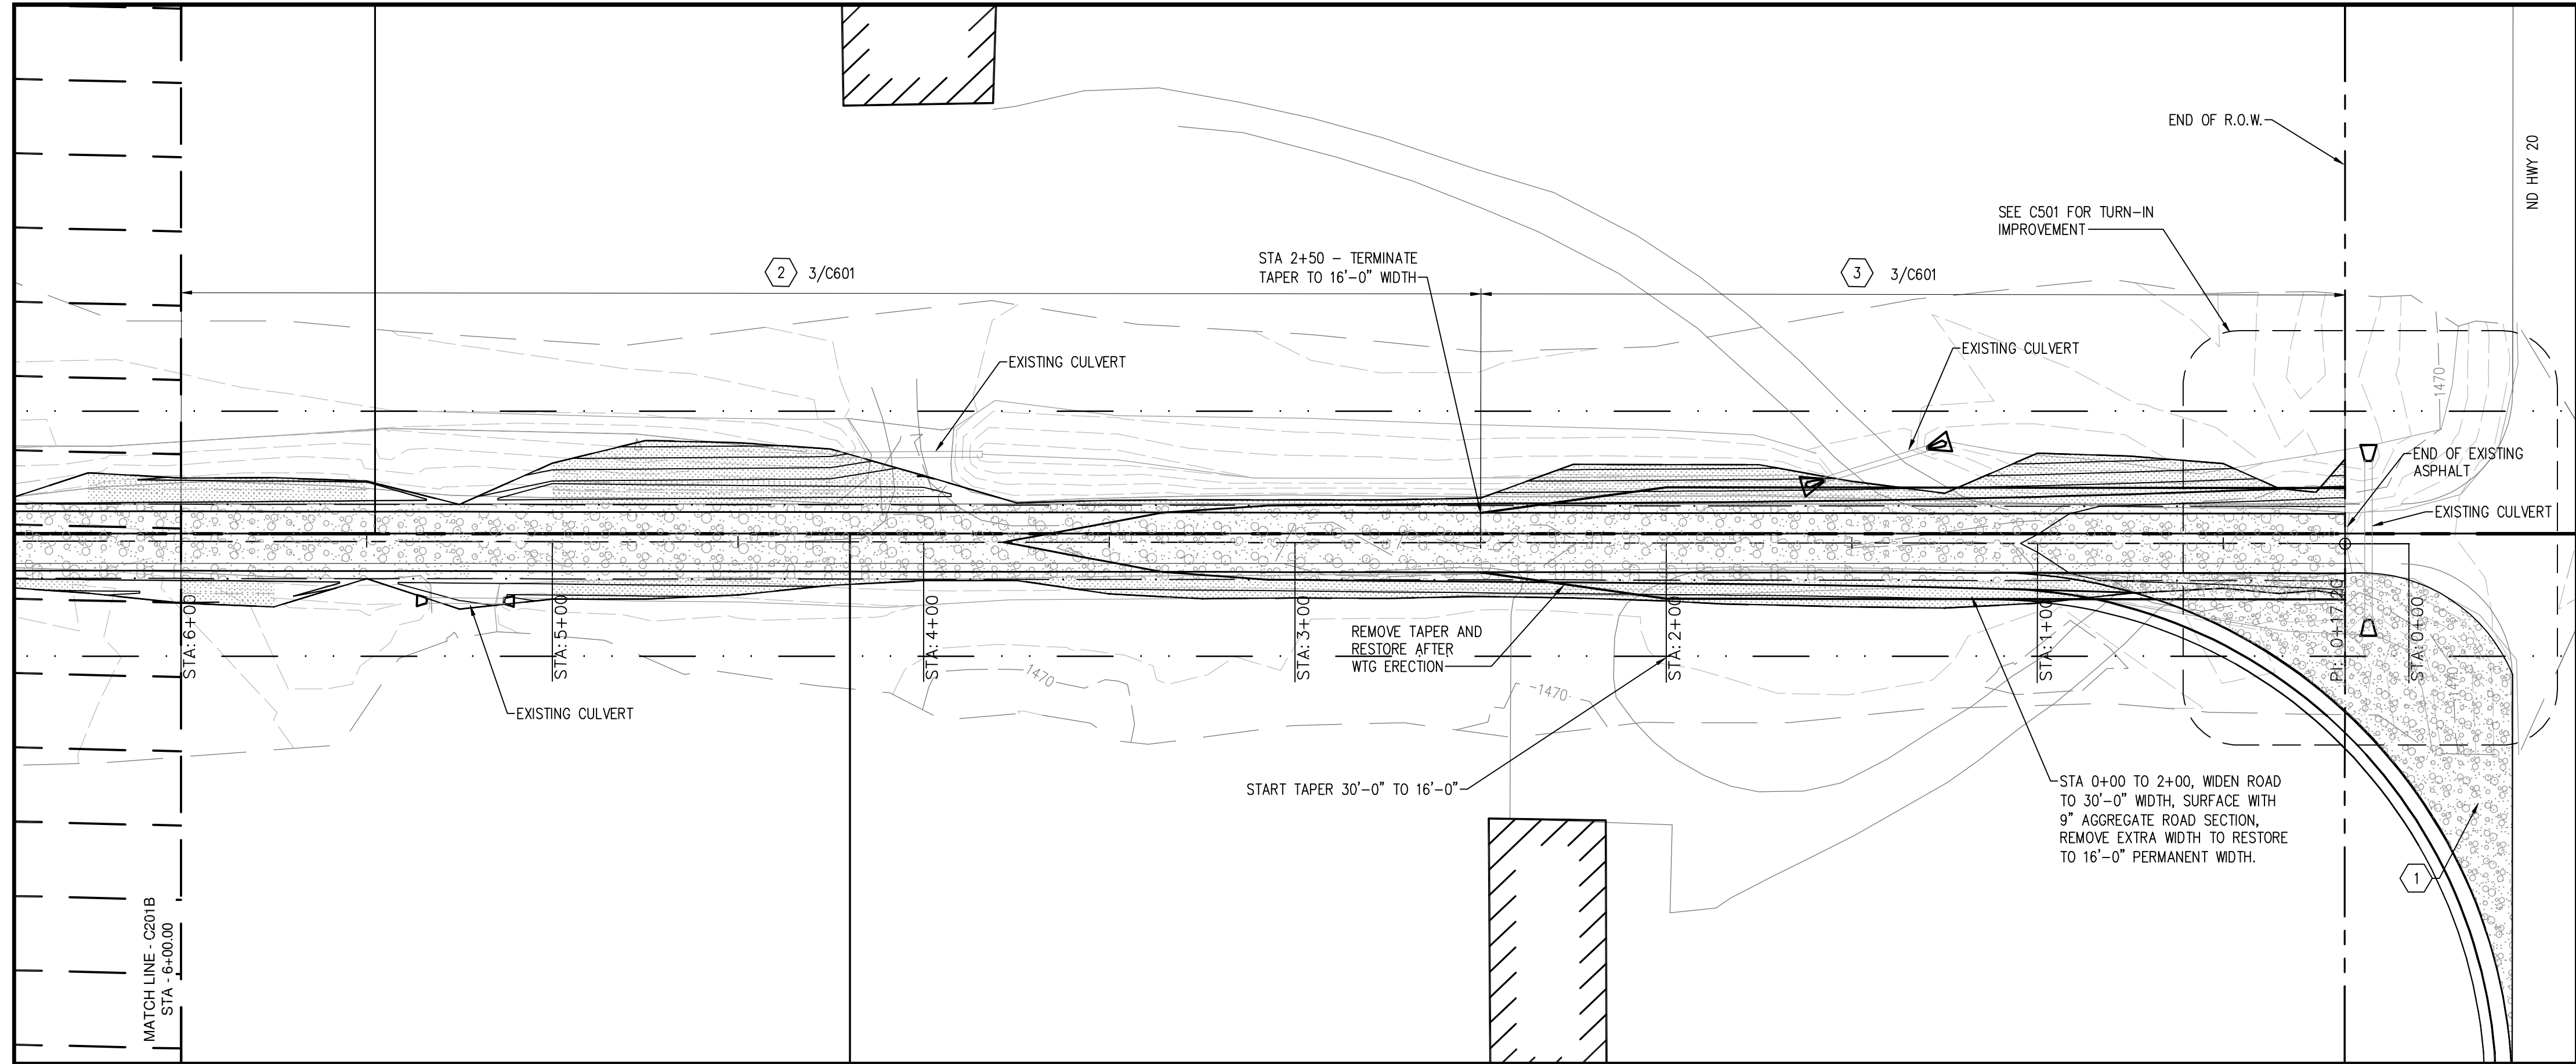 END OF R.O.W.
ND HWY 20
SEE C501 FOR TURN-IN
IMPROVEMENT
STA 2+50 - TERMINATE
TAPER TO 16'-0" WIDTH
2 3/C601
3 3/C601
EXISTING CULVERT
EXISTING CULVERT
1470
END OF EXISTING
ASPHALT
EXISTING CULVERT
STA: 6+00
STA: 5+00
STA: 4+00
STA: 3+00
STA: 2+00
STA: 1+00
PI: 0+17.20
STA: 0+00
REMOVE TAPER AND
RESTORE AFTER
WTG ERECTION
1470
1470
1470
EXISTING CULVERT
START TAPER 30'-0" TO 16'-0"
STA 0+00 TO 2+00, WIDEN ROAD
TO 30'-0" WIDTH, SURFACE WITH
9" AGGREGATE ROAD SECTION,
REMOVE EXTRA WIDTH TO RESTORE
TO 16'-0" PERMANENT WIDTH.
1
MATCH LINE - C201B
STA - 6+00.00